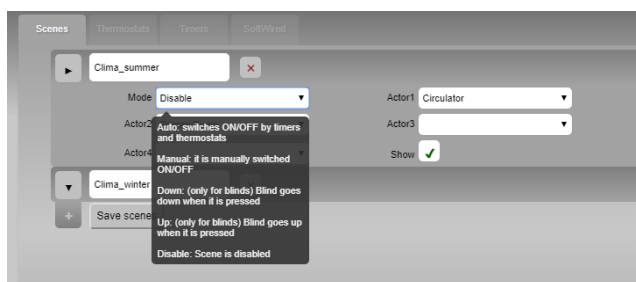 Scenes Thermostats Timers SoftWired
Clima_summer
Mode Disable Actor1 Circulator
Actor2 Actor3
Auto: switches ON/OFF by timers
and thermostats
Actor4 Show
Manual: it is manually switched
ON/OFF
Down: (only for blinds) Blind goes
down when it is pressed
Clima_winter
Up: (only for blinds) Blind goes up
when it is pressed
+ Save scene
Disable: Scene is disabled